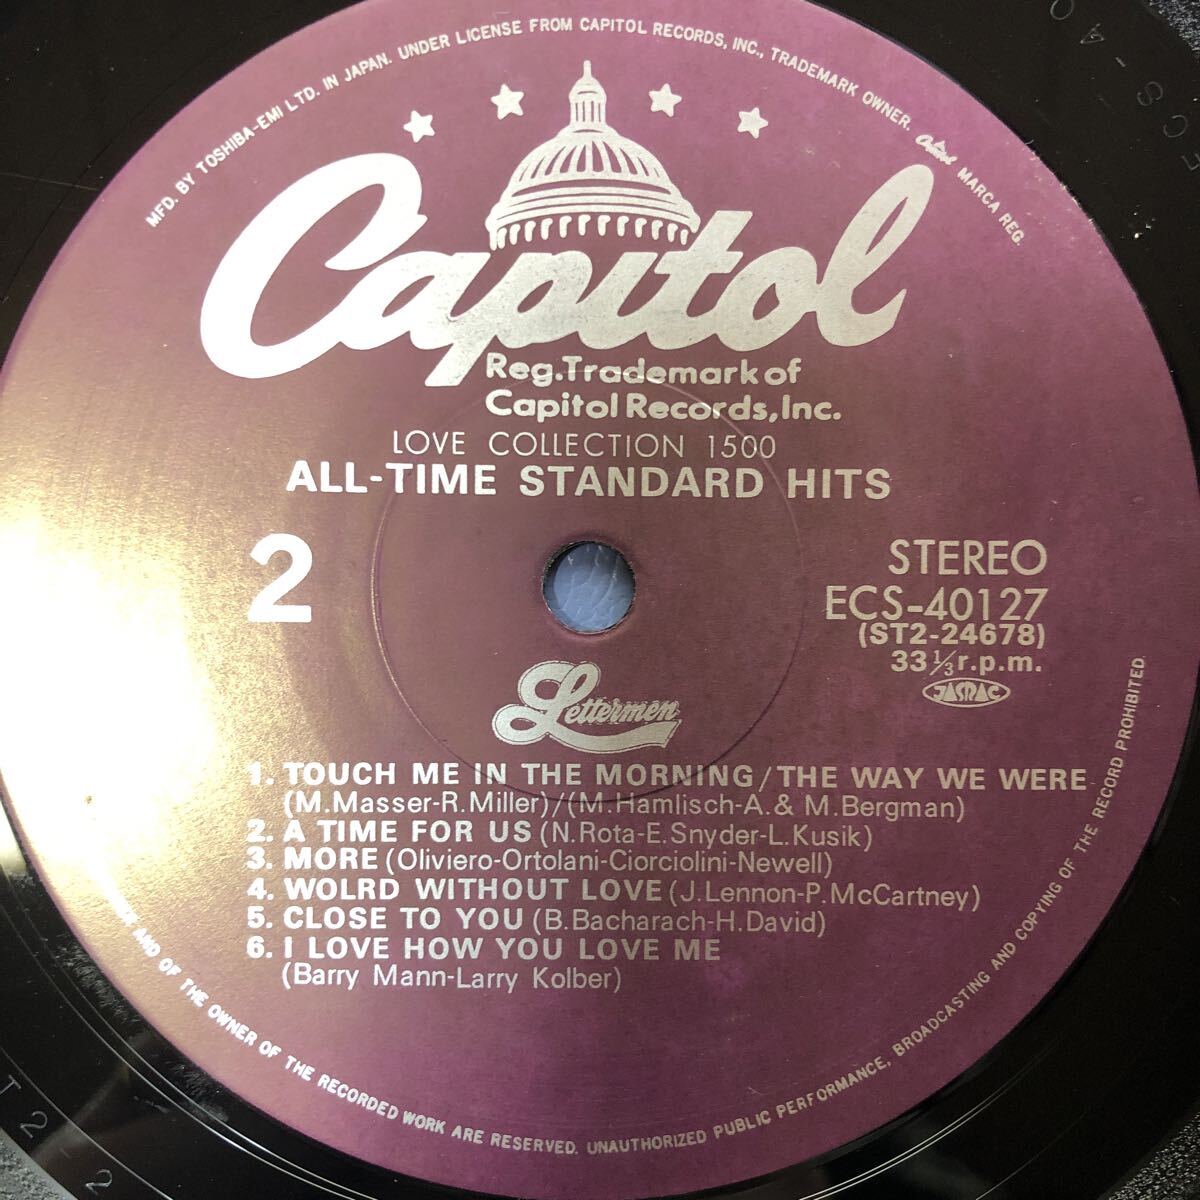 MFD. BY TOSHIBA-EMI LTD. IN JAPAN. UNDER LICENSE FROM CAPITOL RECORDS, INC., TRADEMARK OWNER. Capitol MARCA REG.
Capitol
Reg.Trademark of
Capitol Records,Inc.
LOVE COLLECTION 1500
ALL-TIME STANDARD HITS
2
STEREO
ECS-40127
(ST2-24678)
33 1/3 r.p.m.
JASRAC
Lettermen
1. TOUCH ME IN THE MORNING/THE WAY WE WERE
(M.Masser-R.Miller)/(M.Hamlisch-A.& M.Bergman)
2. A TIME FOR US (N.Rota-E.Snyder-L.Kusik)
3. MORE (Oliviero-Ortolani-Ciorciolini-Newell)
4. WOLRD WITHOUT LOVE (J.Lennon-P.McCartney)
5. CLOSE TO YOU (B.Bacharach-H.David)
6. I LOVE HOW YOU LOVE ME
(Barry Mann-Larry Kolber)
AND OF THE OWNER OF THE RECORDED WORK ARE RESERVED. UNAUTHORIZED PUBLIC PERFORMANCE, BROADCASTING AND COPYING OF THE RECORD PROHIBITED.